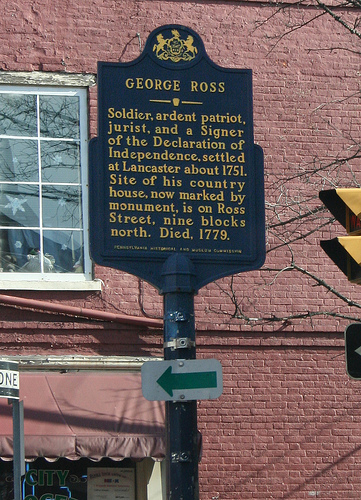 GEORGE ROSS
Soldier, ardent patriot,
jurist, and a Signer
of the Declaration of
Independence, settled
at Lancaster about 1751.
Site of his country
house, now marked by
monument, is on Ross
Street, nine blocks
north. Died, 1779.
PENNSYLVANIA HISTORICAL AND MUSEUM COMMISSION
ONE
CITY